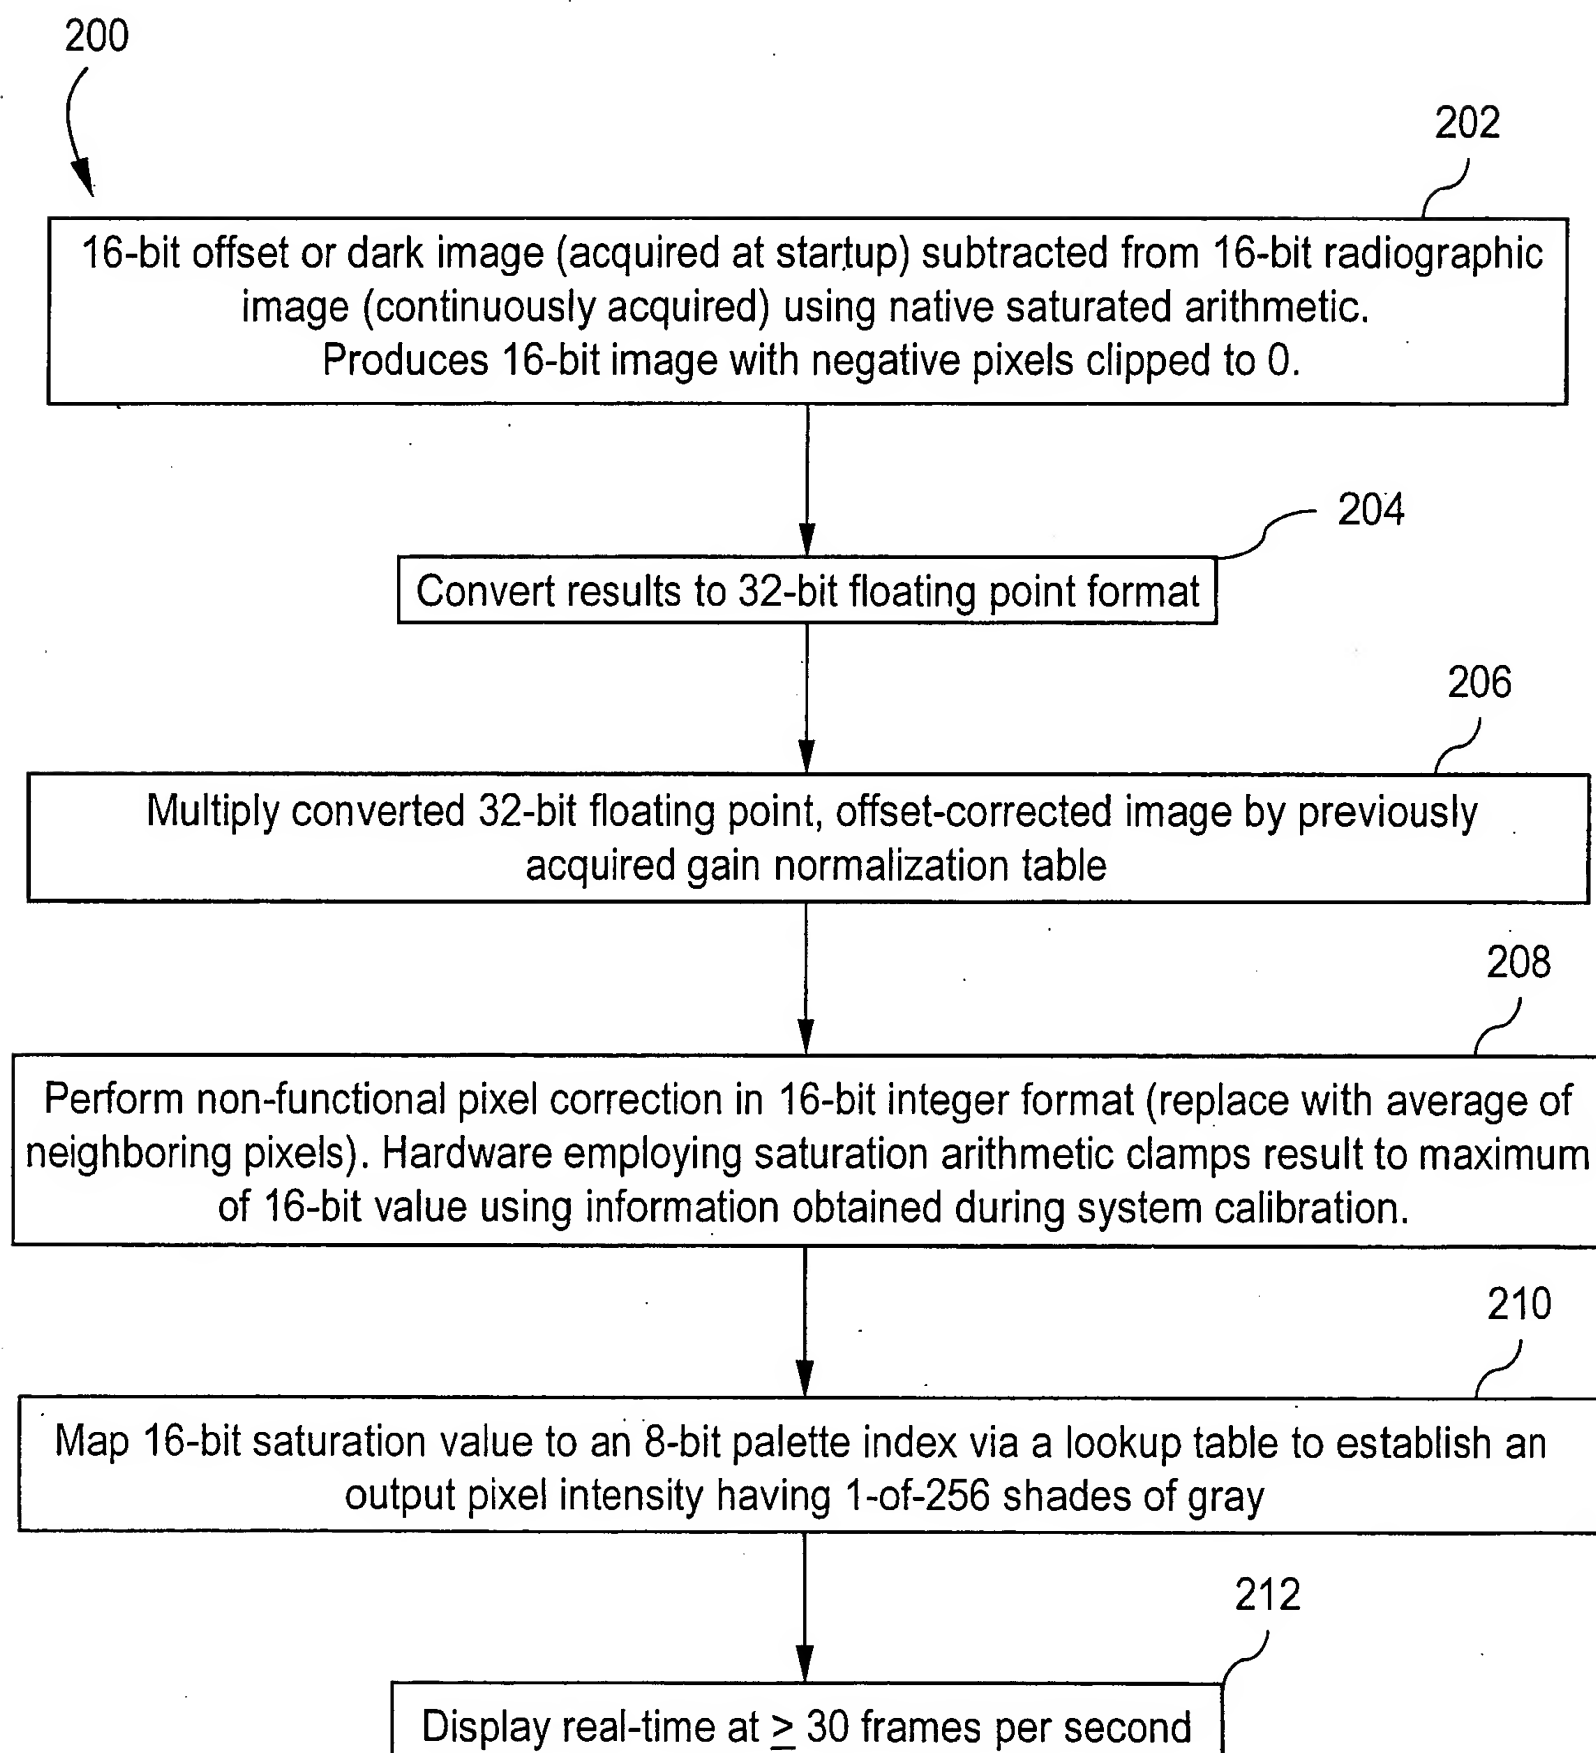 200
202
16-bit offset or dark image (acquired at startup) subtracted from 16-bit radiographic
image (continuously acquired) using native saturated arithmetic.
Produces 16-bit image with negative pixels clipped to 0.
204
Convert results to 32-bit floating point format
206
Multiply converted 32-bit floating point, offset-corrected image by previously
acquired gain normalization table
208
Perform non-functional pixel correction in 16-bit integer format (replace with average of
neighboring pixels). Hardware employing saturation arithmetic clamps result to maximum
of 16-bit value using information obtained during system calibration.
210
Map 16-bit saturation value to an 8-bit palette index via a lookup table to establish an
output pixel intensity having 1-of-256 shades of gray
212
Display real-time at ≥ 30 frames per second